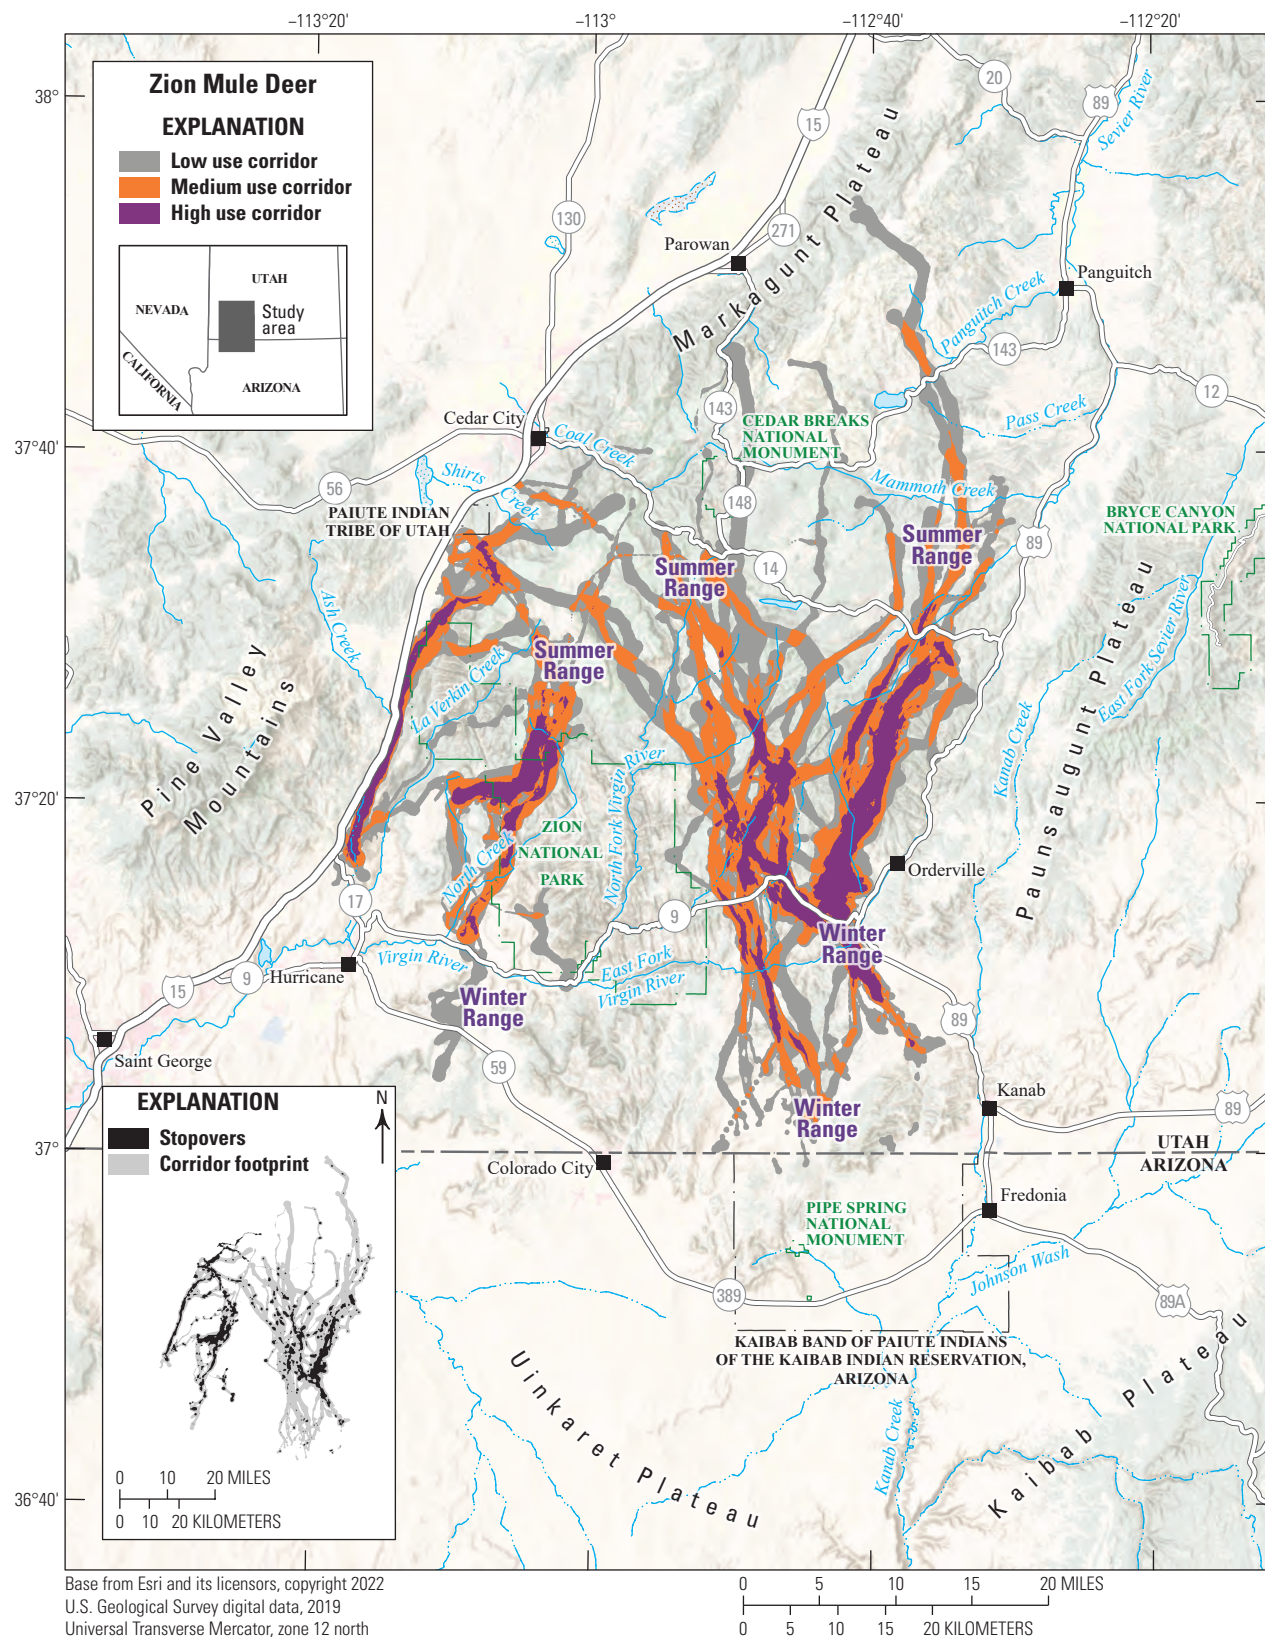 −113°20'
−113°
−112°40'
−112°20'
38°
37°40'
37°20'
37°
36°40'
Zion Mule Deer
EXPLANATION
Low use corridor
Medium use corridor
High use corridor
NEVADA
UTAH
Study
area
CALIFORNIA
ARIZONA
20
89
Sevier River
15
130
271
Parowan
Markagunt Plateau
Panguitch
Panguitch Creek
143
12
143
Pass Creek
Cedar City
Coal Creek
CEDAR BREAKS
NATIONAL
MONUMENT
Shirts
Creek
56
Mammoth Creek
148
PAIUTE INDIAN
TRIBE OF UTAH
BRYCE CANYON
NATIONAL PARK
Summer
Range
89
14
Summer
Range
Ash Creek
Summer
Range
La Verkin Creek
Pine Valley
Mountains
Paunsaugunt Plateau
East Fork Sevier River
Kanab Creek
North Fork Virgin River
ZION
NATIONAL
PARK
North Creek
Orderville
17
9
Winter
Range
Virgin River
East Fork
Virgin River
Hurricane
9
15
Winter
Range
89
Saint George
59
Kanab
89
Winter
Range
UTAH
ARIZONA
Colorado City
Fredonia
PIPE SPRING
NATIONAL
MONUMENT
Johnson Wash
389
89A
KAIBAB BAND OF PAIUTE INDIANS
OF THE KAIBAB INDIAN RESERVATION,
ARIZONA
Uinkaret Plateau
Kanab Creek
Kaibab Plateau
EXPLANATION
N
Stopovers
Corridor footprint
0 10 20 MILES
0 10 20 KILOMETERS
Base from Esri and its licensors, copyright 2022
U.S. Geological Survey digital data, 2019
Universal Transverse Mercator, zone 12 north
0 5 10 15 20 MILES
0 5 10 15 20 KILOMETERS